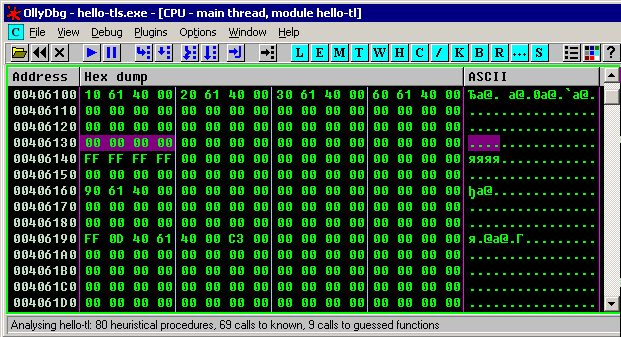 OllyDbg - hello-tls.exe - [CPU - main thread, module hello-tl]
C File View Debug Plugins Options Window Help
L E M T W H C / K B R ... S ?
Address Hex dump ASCII
00406100 10 61 40 00 20 61 40 00 30 61 40 00 60 61 40 00 Ћa@. a@.0a@.`a@.
00406110 00 00 00 00 00 00 00 00 00 00 00 00 00 00 00 00 ................
00406120 00 00 00 00 00 00 00 00 00 00 00 00 00 00 00 00 ................
00406130 00 00 00 00 00 00 00 00 00 00 00 00 00 00 00 00 ................
00406140 FF FF FF FF 00 00 00 00 00 00 00 00 00 00 00 00 яяяя............
00406150 00 00 00 00 00 00 00 00 00 00 00 00 00 00 00 00 ................
00406160 90 61 40 00 00 00 00 00 00 00 00 00 00 00 00 00 ђa@.............
00406170 00 00 00 00 00 00 00 00 00 00 00 00 00 00 00 00 ................
00406180 00 00 00 00 00 00 00 00 00 00 00 00 00 00 00 00 ................
00406190 FF 0D 40 61 40 00 C3 00 00 00 00 00 00 00 00 00 я.@a@.Г.........
004061A0 00 00 00 00 00 00 00 00 00 00 00 00 00 00 00 00 ................
004061B0 00 00 00 00 00 00 00 00 00 00 00 00 00 00 00 00 ................
004061C0 00 00 00 00 00 00 00 00 00 00 00 00 00 00 00 00 ................
004061D0 00 00 00 00 00 00 00 00 00 00 00 00 00 00 00 00 ................
Analysing hello-tl: 80 heuristical procedures, 69 calls to known, 9 calls to guessed functions